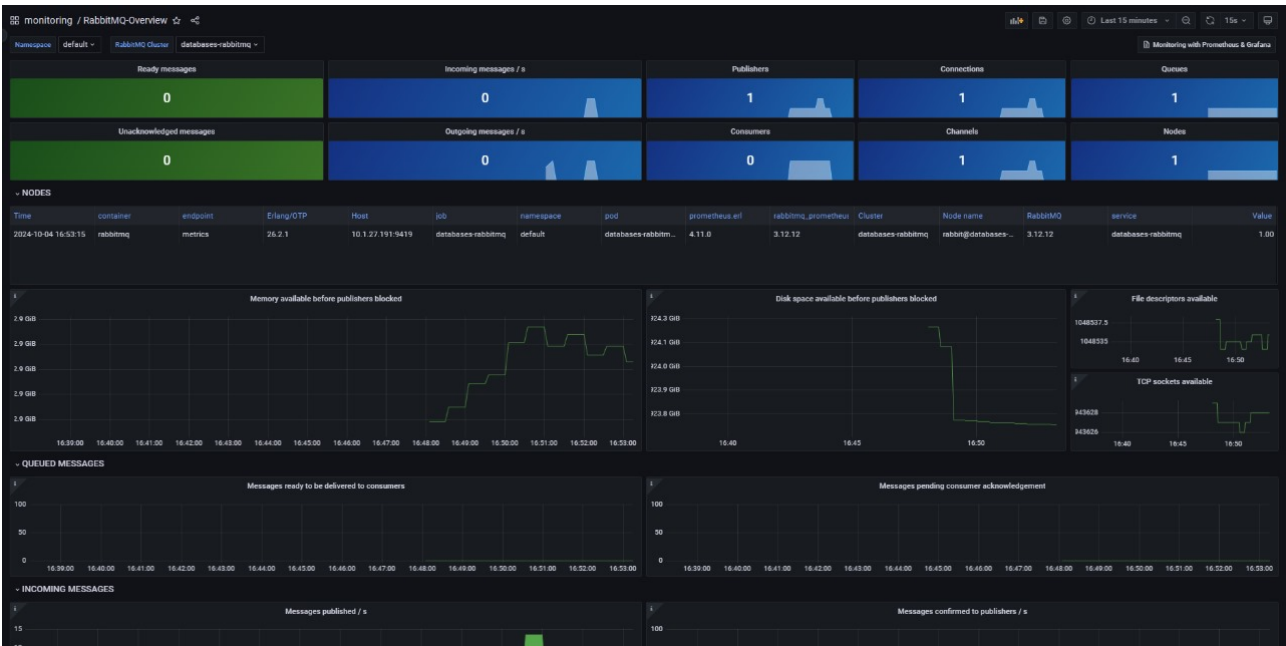 monitoring / RabbitMQ-Overview
Last 15 minutes
15s
Namespace default RabbitMQ Cluster databases-rabbitmq
Monitoring with Prometheus & Grafana
Ready messages Incoming messages / s Publishers Connections Queues
0 0 1 1 1
Unacknowledged messages Outgoing messages / s Consumers Channels Nodes
0 0 0 1 1
NODES
Time container endpoint Erlang/OTP Host job namespace pod prometheus.erl rabbitmq_prometheus Cluster Node name RabbitMQ service Value
2024-10-04 16:53:15 rabbitmq metrics 26.2.1 10.1.27.191:9419 databases-rabbitmq default databases-rabbitm... 4.11.0 3.12.12 databases-rabbitmq rabbit@databases-... 3.12.12 databases-rabbitmq 1.00
Memory available before publishers blocked
2.9 GiB
2.9 GiB
2.9 GiB
2.9 GiB
2.9 GiB
16:39:00 16:40:00 16:41:00 16:42:00 16:43:00 16:44:00 16:45:00 16:46:00 16:47:00 16:48:00 16:49:00 16:50:00 16:51:00 16:52:00 16:53:00
Disk space available before publishers blocked
924.3 GiB
924.1 GiB
924.0 GiB
923.9 GiB
923.8 GiB
16:40 16:45 16:50
File descriptors available
1048537.5
1048535
16:40 16:45 16:50
TCP sockets available
943628
943626
16:40 16:45 16:50
QUEUED MESSAGES
Messages ready to be delivered to consumers
100
50
0
16:39:00 16:40:00 16:41:00 16:42:00 16:43:00 16:44:00 16:45:00 16:46:00 16:47:00 16:48:00 16:49:00 16:50:00 16:51:00 16:52:00 16:53:00
Messages pending consumer acknowledgement
100
50
0
16:39:00 16:40:00 16:41:00 16:42:00 16:43:00 16:44:00 16:45:00 16:46:00 16:47:00 16:48:00 16:49:00 16:50:00 16:51:00 16:52:00 16:53:00
INCOMING MESSAGES
Messages published / s
15
Messages confirmed to publishers / s
100